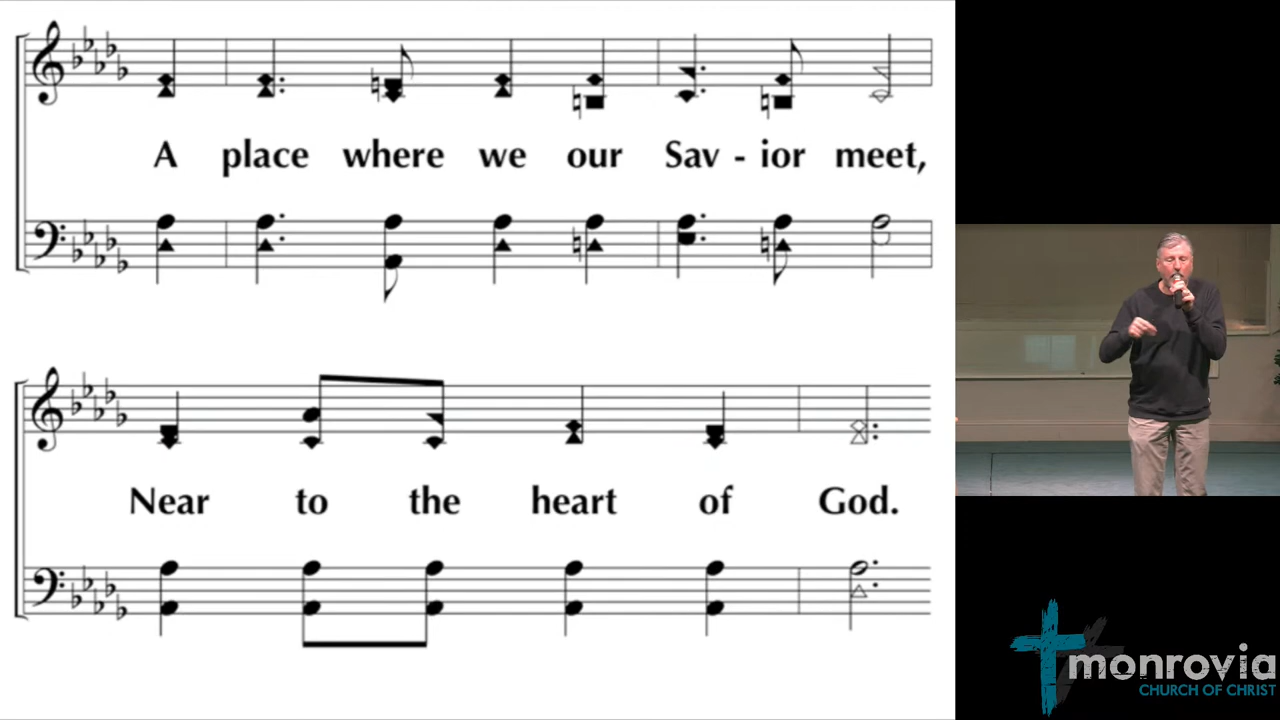 A place where we our Sav - ior meet,
Near to the heart of God.
monrovia
CHURCH OF CHRIST